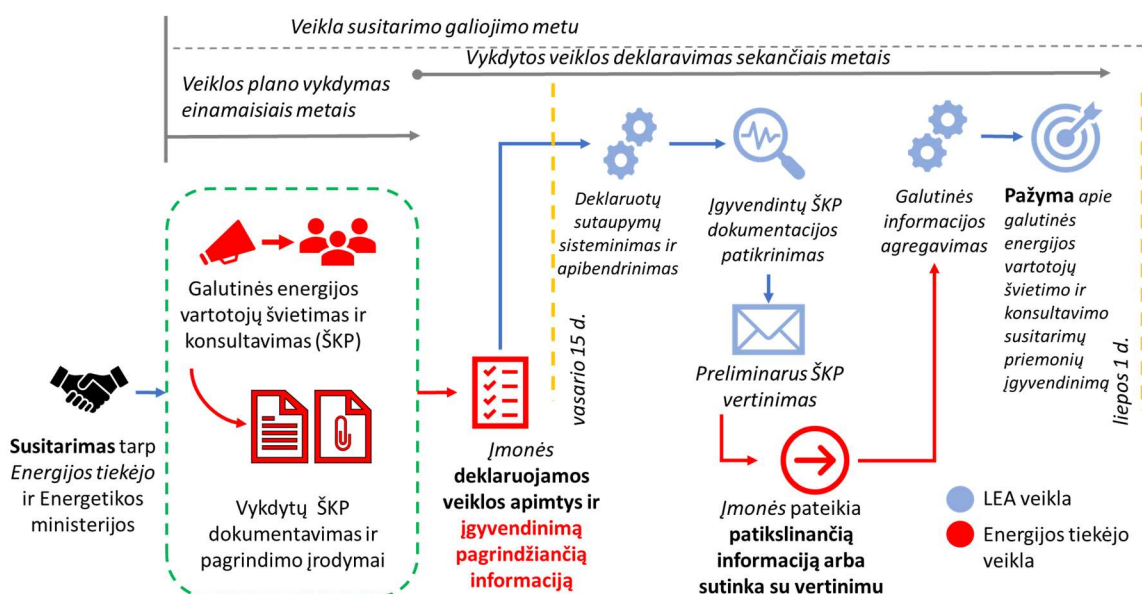 Veikla susitarimo galiojimo metu
Vykdytos veiklos deklaravimas sekančiais metais
Veiklos plano vykdymas
einamaisiais metais
Galutinės energijos
vartotojų švietimas ir
konsultavimas (ŠKP)
Vykdytų ŠKP
dokumentavimas ir
pagrindimo įrodymai
Susitarimas tarp
Energijos tiekėjo
ir Energetikos
ministerijos
Įmonės
deklaruojamos
veiklos apimtys ir
įgyvendinimą
pagrindžiančią
informaciją
vasario 15 d.
Deklaruotų
sutaupymų
sisteminimas ir
apibendrinimas
Įgyvendintų ŠKP
dokumentacijos
patikrinimas
Preliminarus ŠKP
vertinimas
Įmonės pateikia
patikslinančią
informaciją arba
sutinka su vertinimu
Galutinės
informacijos
agregavimas
Pažyma apie
galutinės
energijos
vartotojų
švietimo ir
konsultavimo
susitarimų
priemonių
įgyvendinimą
liepos 1 d.
LEA veikla
Energijos tiekėjo
veikla